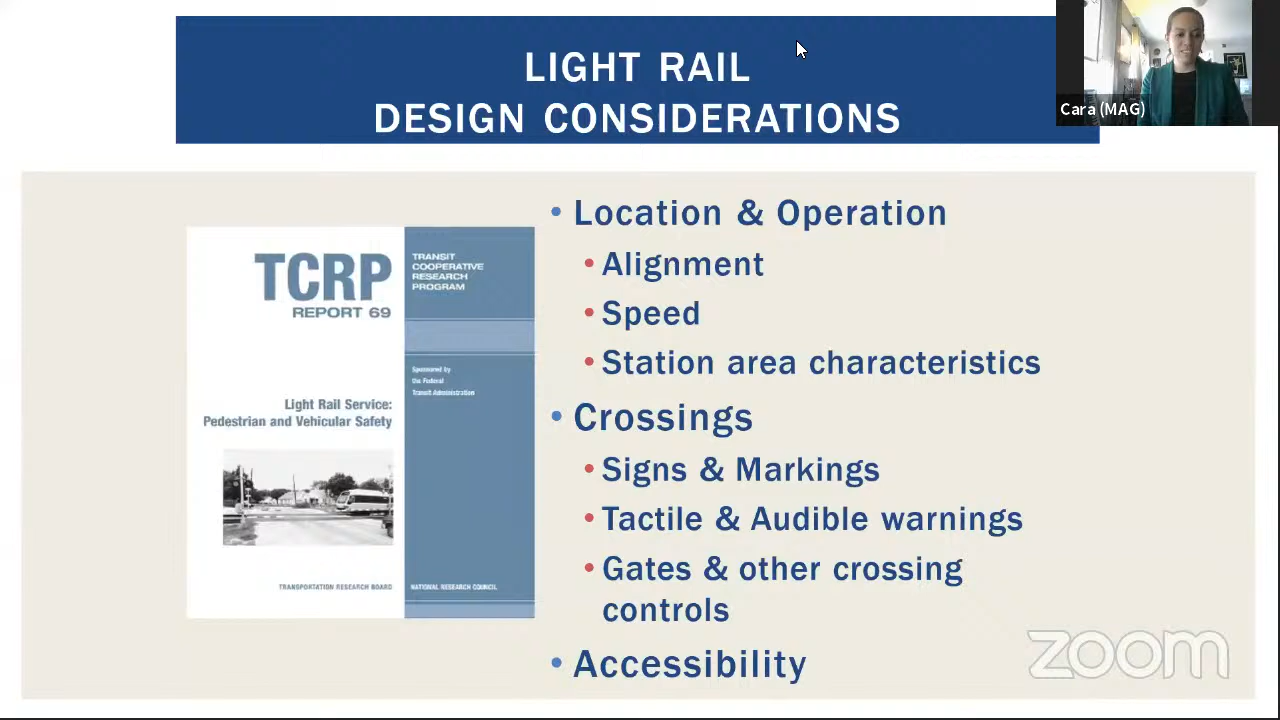 LIGHT RAIL
DESIGN CONSIDERATIONS
Cara (MAG)
TCRP
REPORT 69
TRANSIT
COOPERATIVE
RESEARCH
PROGRAM
Sponsored by
the Federal
Transit Administration
Light Rail Service:
Pedestrian and Vehicular Safety
TRANSPORTATION RESEARCH BOARD
NATIONAL RESEARCH COUNCIL
• Location & Operation
• Alignment
• Speed
• Station area characteristics
• Crossings
• Signs & Markings
• Tactile & Audible warnings
• Gates & other crossing
controls
• Accessibility
zoom